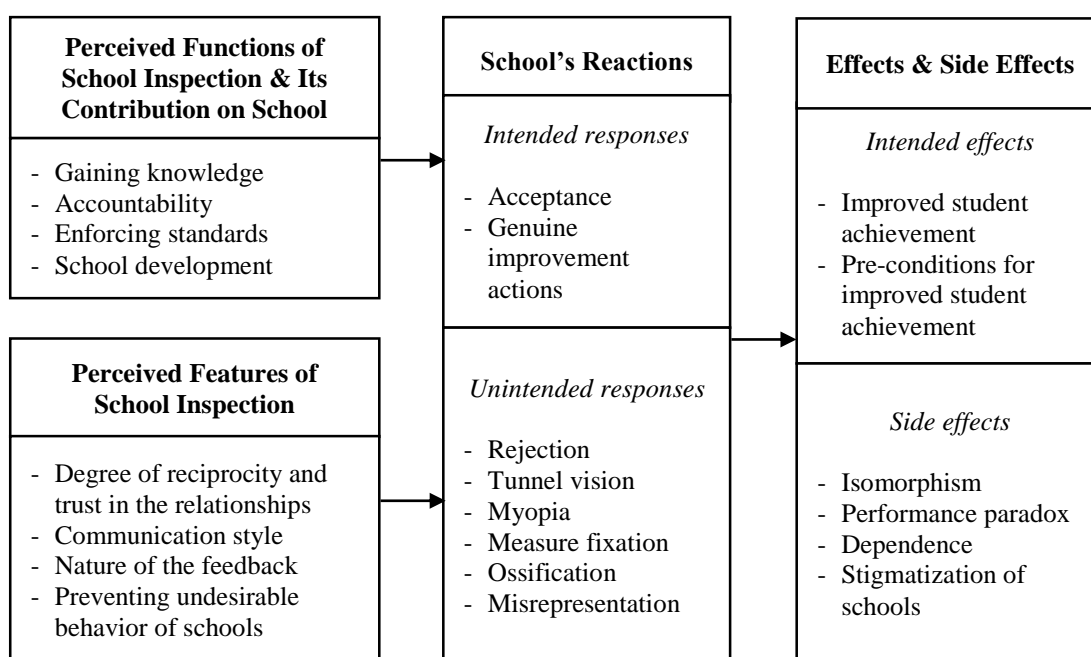 Perceived Functions of
School Inspection & Its
Contribution on School
- Gaining knowledge
- Accountability
- Enforcing standards
- School development
Perceived Features of
School Inspection
- Degree of reciprocity and
trust in the relationships
- Communication style
- Nature of the feedback
- Preventing undesirable
behavior of schools
School’s Reactions
Intended responses
- Acceptance
- Genuine
improvement
actions
Unintended responses
- Rejection
- Tunnel vision
- Myopia
- Measure fixation
- Ossification
- Misrepresentation
Effects & Side Effects
Intended effects
- Improved student
achievement
- Pre-conditions for
improved student
achievement
Side effects
- Isomorphism
- Performance paradox
- Dependence
- Stigmatization of
schools